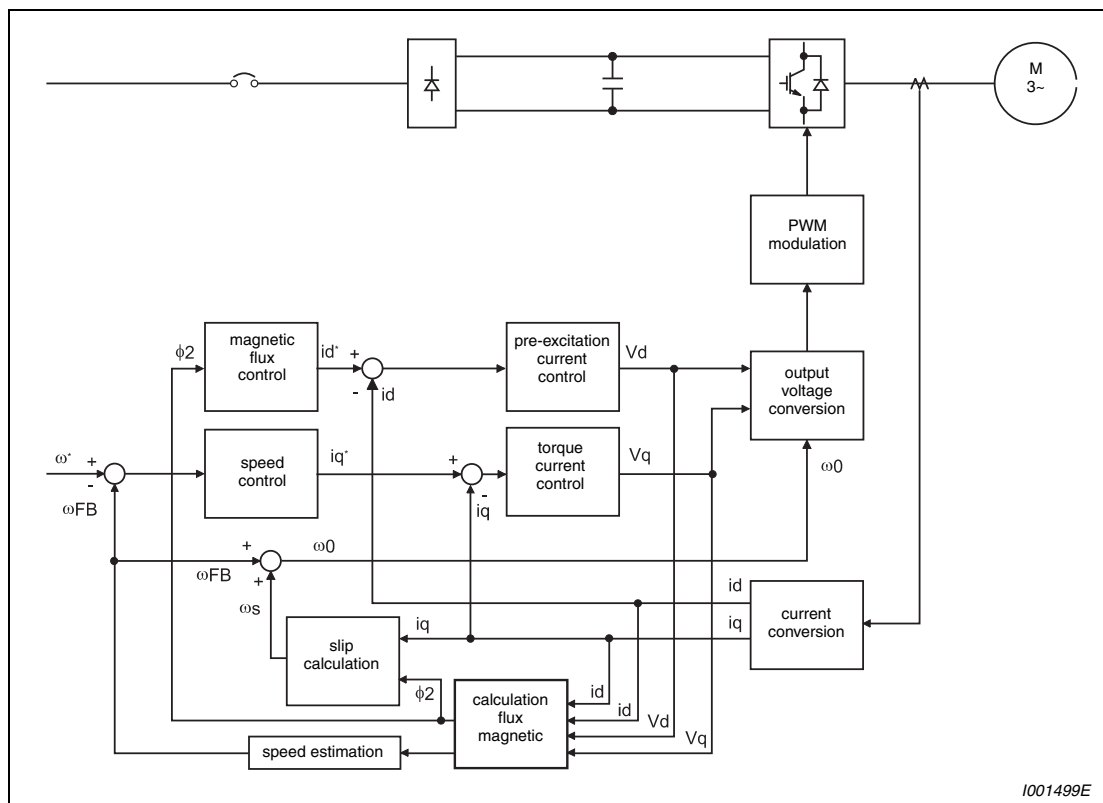 M
3~
PWM
modulation
magnetic
flux
control
ϕ2
id*
+
-
id
pre-excitation
current
control
Vd
output
voltage
conversion
ω*
+
-
ωFB
speed
control
iq*
+
-
iq
torque
current
control
Vq
ω0
+
ωFB
+
ωs
ω0
id
iq
current
conversion
slip
calculation
iq
ϕ2
calculation
flux
magnetic
id
id
Vd
Vq
speed estimation
I001499E